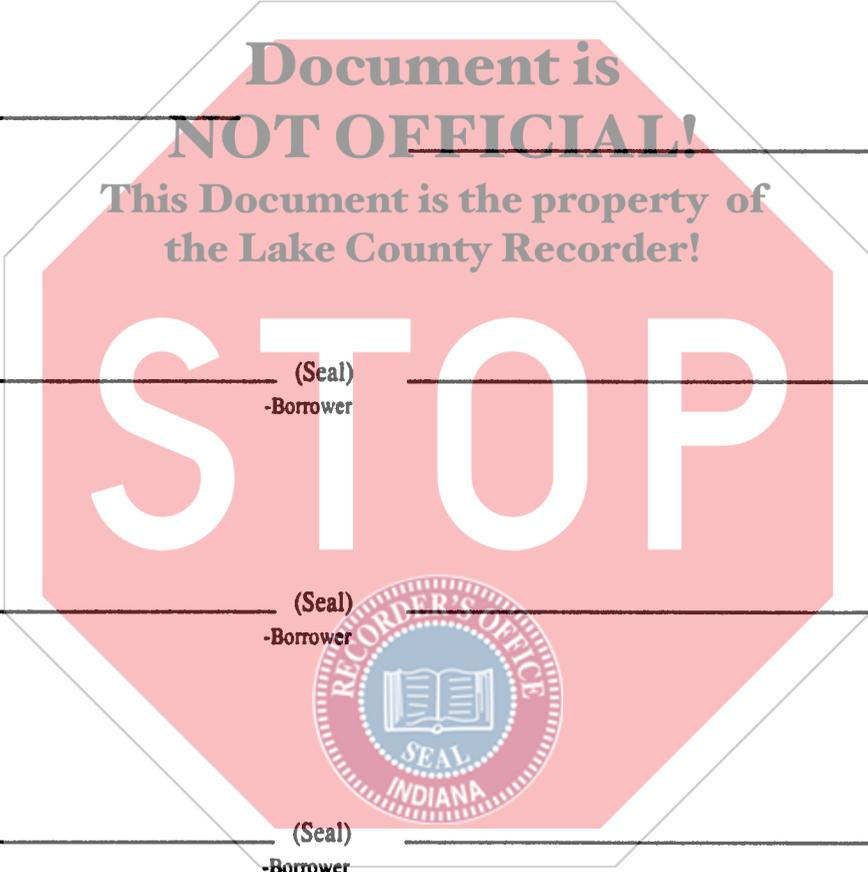 Document is
NOT OFFICIAL!
This Document is the property of
the Lake County Recorder!
STOP
(Seal)
-Borrower
(Seal)
-Borrower
RECORDER'S OFFICE
SEAL
INDIANA
(Seal)
-Borrower